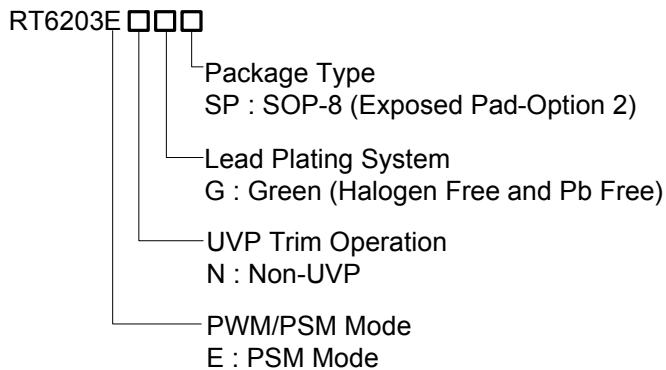 RT6203E
Package Type
SP : SOP-8 (Exposed Pad-Option 2)
Lead Plating System
G : Green (Halogen Free and Pb Free)
UVP Trim Operation
N : Non-UVP
PWM/PSM Mode
E : PSM Mode